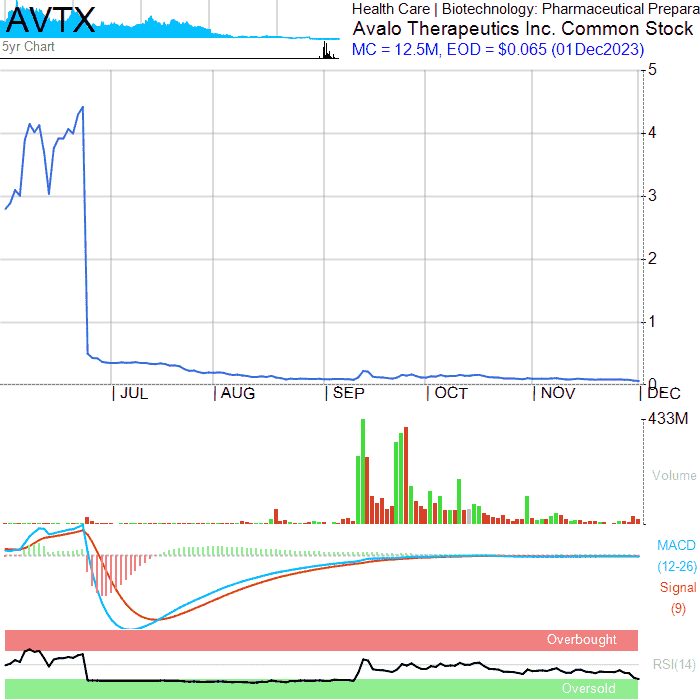 AVTX
5yr Chart
Health Care | Biotechnology: Pharmaceutical Prepara
Avalo Therapeutics Inc. Common Stock
MC = 12.5M, EOD = $0.065 (01Dec2023)
5
4
3
2
1
0
JUL
AUG
SEP
OCT
NOV
DEC
433M
Volume
MACD
(12-26)
Signal
(9)
Overbought
RSI(14)
Oversold